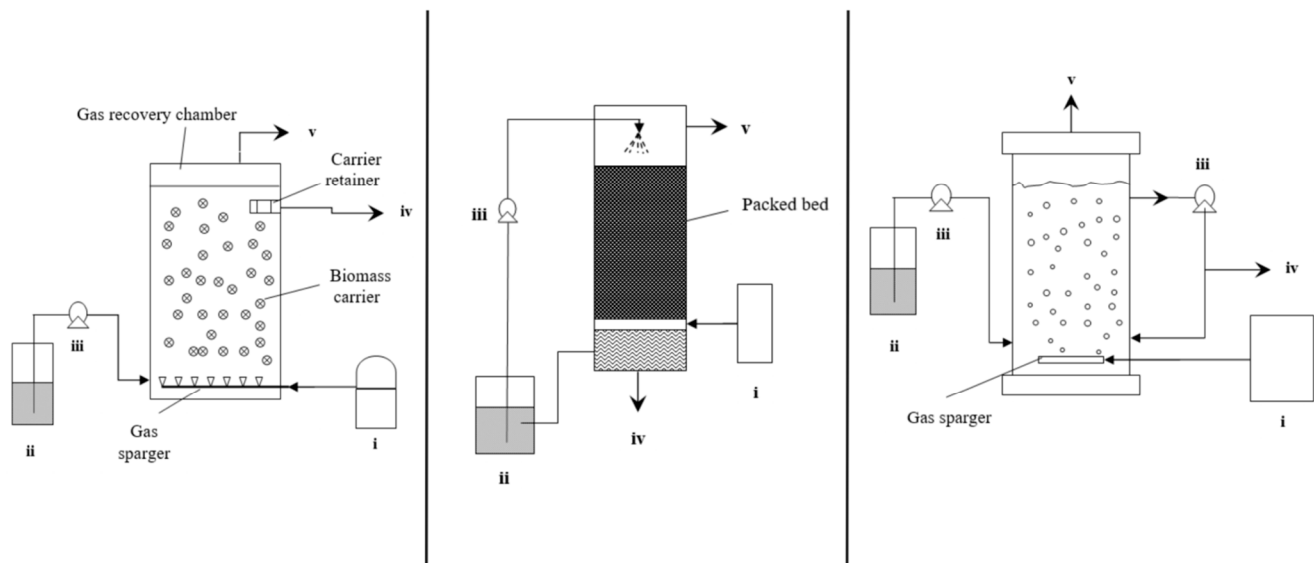 Gas recovery chamber
v
Carrier
retainer
iv
Biomass
carrier
iii
ii
Gas
sparger
i
v
iii
Packed bed
i
ii
iv
v
iii
iii
iv
ii
Gas sparger
i